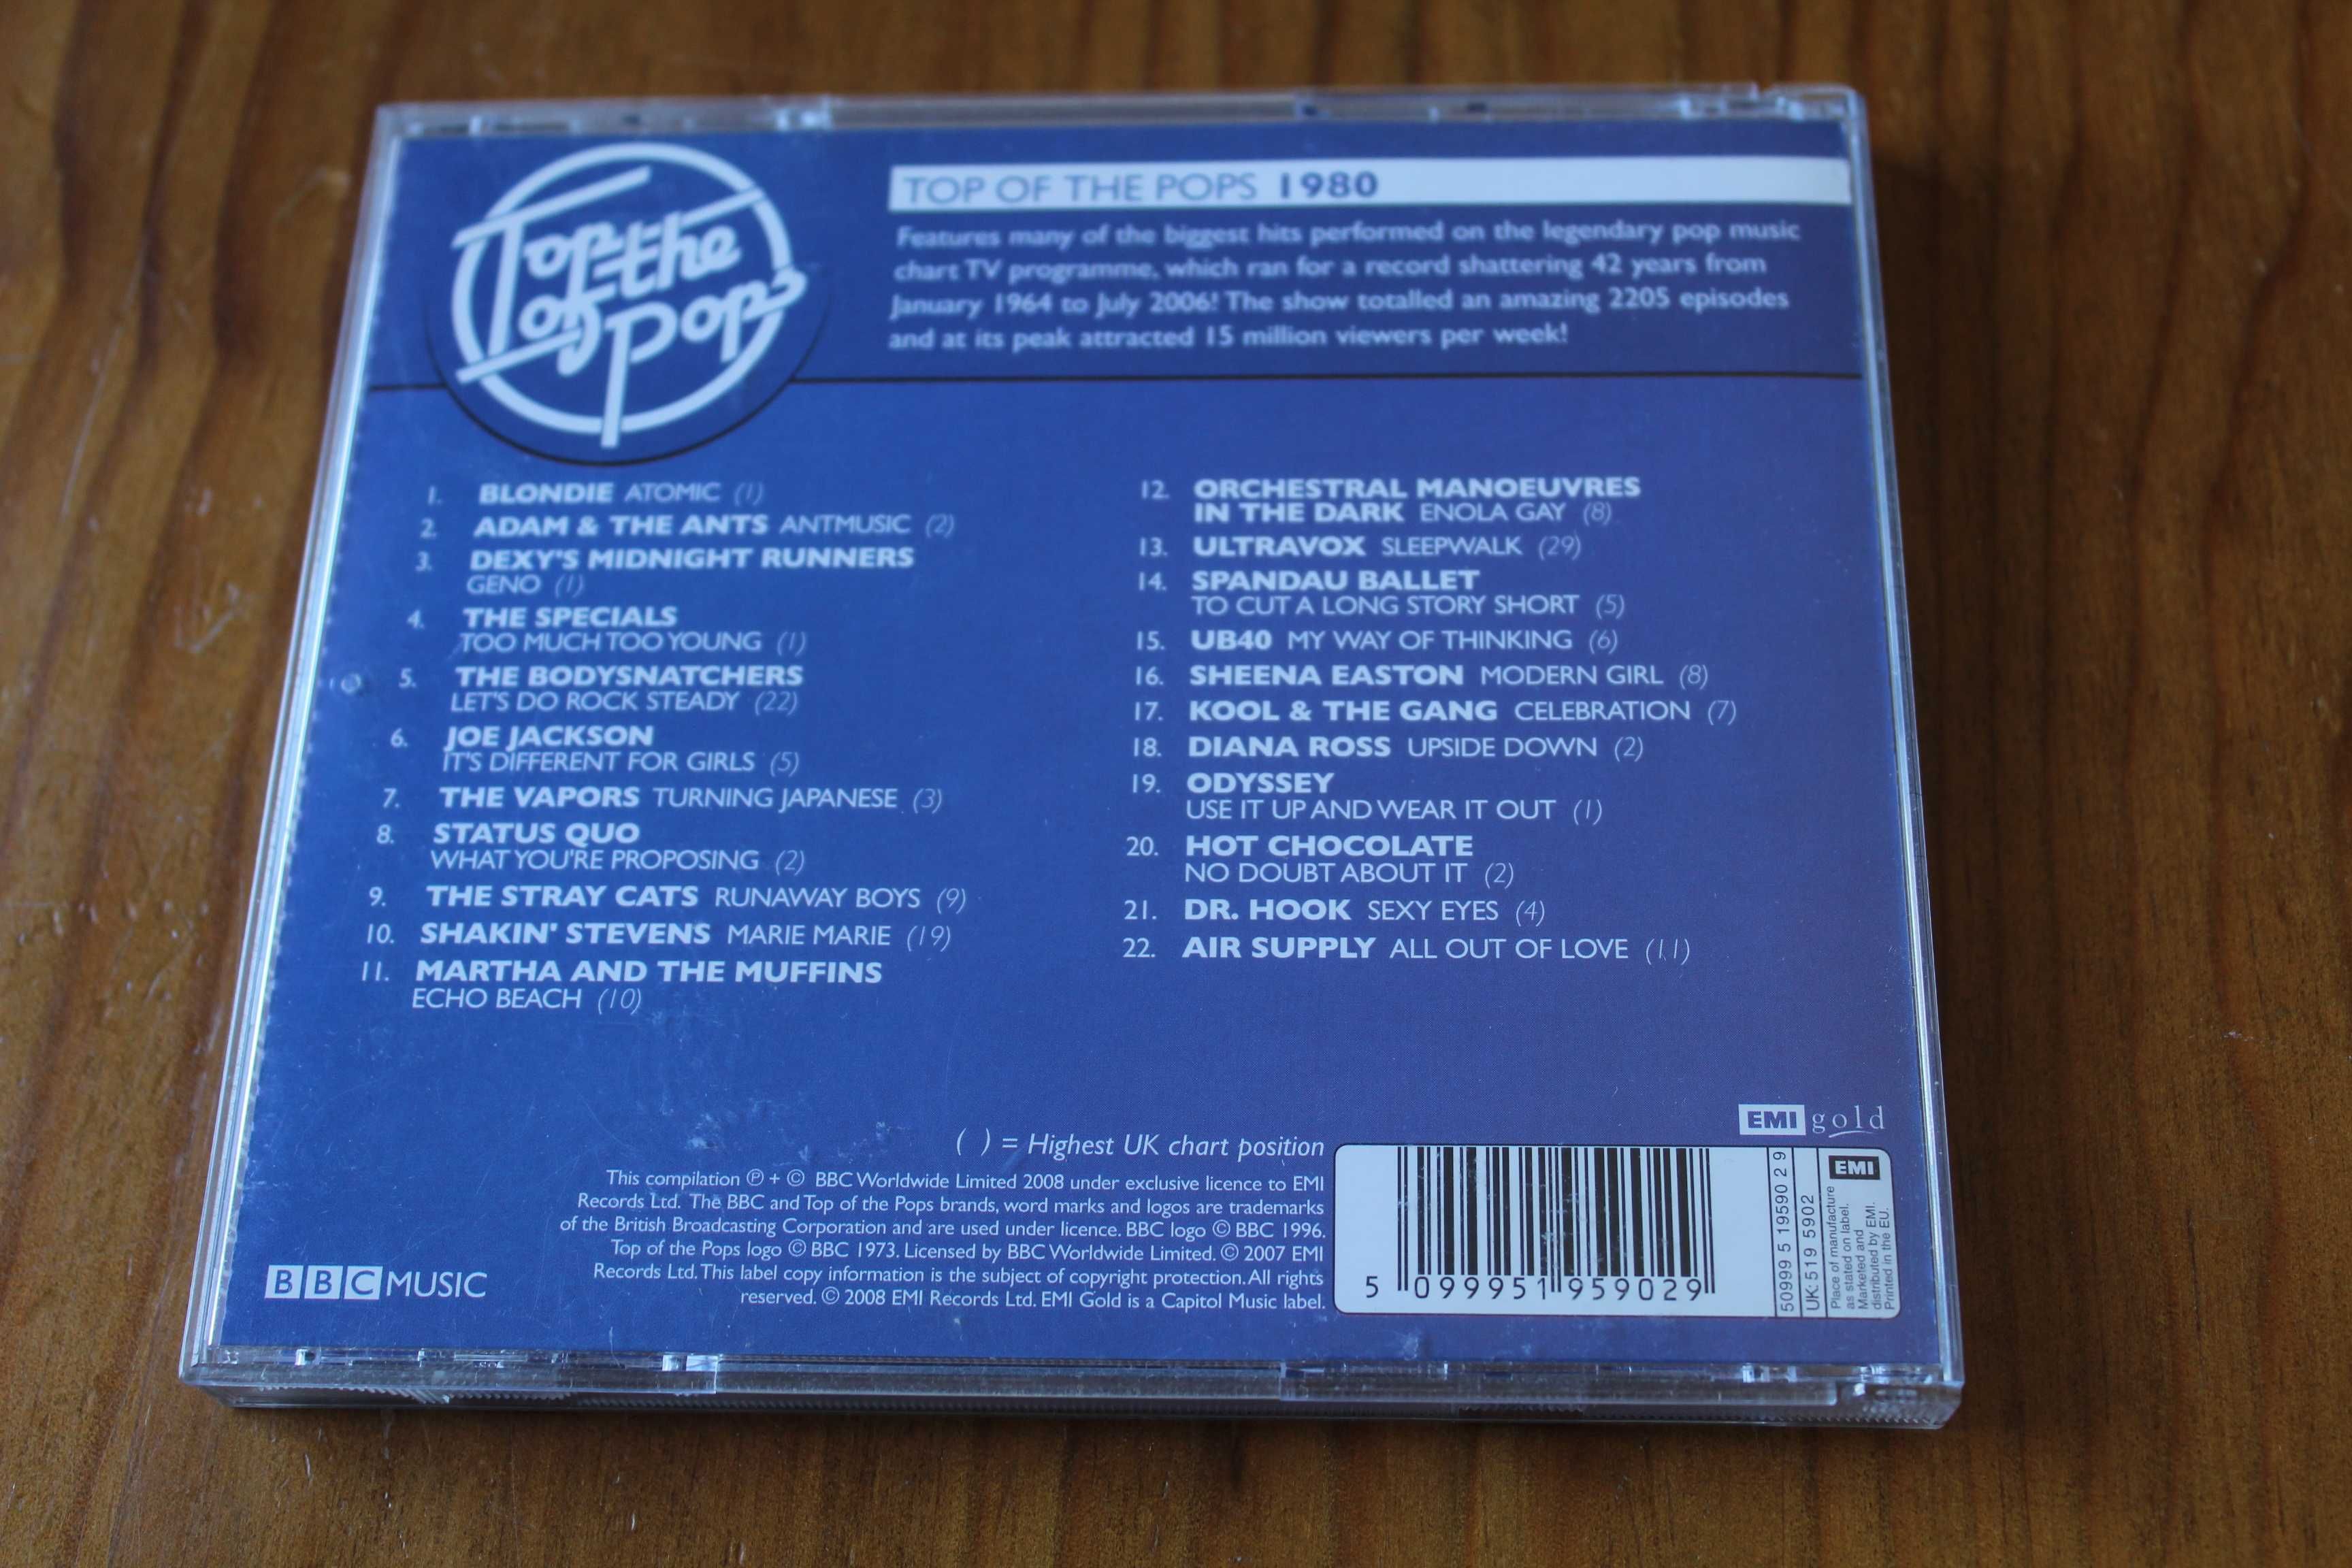 Top of the Pops
TOP OF THE POPS 1980
Features many of the biggest hits performed on the legendary pop music
chart TV programme, which ran for a record shattering 42 years from
January 1964 to July 2006! The show totalled an amazing 2205 episodes
and at its peak attracted 15 million viewers per week!
1. BLONDIE ATOMIC (1)
2. ADAM & THE ANTS ANTMUSIC (2)
3. DEXY'S MIDNIGHT RUNNERS
GENO (1)
4. THE SPECIALS
TOO MUCH TOO YOUNG (1)
5. THE BODYSNATCHERS
LET'S DO ROCK STEADY (22)
6. JOE JACKSON
IT'S DIFFERENT FOR GIRLS (5)
7. THE VAPORS TURNING JAPANESE (3)
8. STATUS QUO
WHAT YOU'RE PROPOSING (2)
9. THE STRAY CATS RUNAWAY BOYS (9)
10. SHAKIN' STEVENS MARIE MARIE (19)
11. MARTHA AND THE MUFFINS
ECHO BEACH (10)
12. ORCHESTRAL MANOEUVRES
IN THE DARK ENOLA GAY (8)
13. ULTRAVOX SLEEPWALK (29)
14. SPANDAU BALLET
TO CUT A LONG STORY SHORT (5)
15. UB40 MY WAY OF THINKING (6)
16. SHEENA EASTON MODERN GIRL (8)
17. KOOL & THE GANG CELEBRATION (7)
18. DIANA ROSS UPSIDE DOWN (2)
19. ODYSSEY
USE IT UP AND WEAR IT OUT (1)
20. HOT CHOCOLATE
NO DOUBT ABOUT IT (2)
21. DR. HOOK SEXY EYES (4)
22. AIR SUPPLY ALL OUT OF LOVE (11)
EMI gold
( ) = Highest UK chart position
This compilation ℗ + © BBC Worldwide Limited 2008 under exclusive licence to EMI
Records Ltd. The BBC and Top of the Pops brands, word marks and logos are trademarks
of the British Broadcasting Corporation and are used under licence. BBC logo © BBC 1996.
Top of the Pops logo © BBC 1973. Licensed by BBC Worldwide Limited. © 2007 EMI
Records Ltd. This label copy information is the subject of copyright protection. All rights
reserved. © 2008 EMI Records Ltd. EMI Gold is a Capitol Music label.
BBC MUSIC
5 099951 959029
50999 5 19590 2 9
UK: 519 5902
EMI
Place of manufacture
as stated on label.
Marketed and
distributed by EMI.
Printed in the EU.